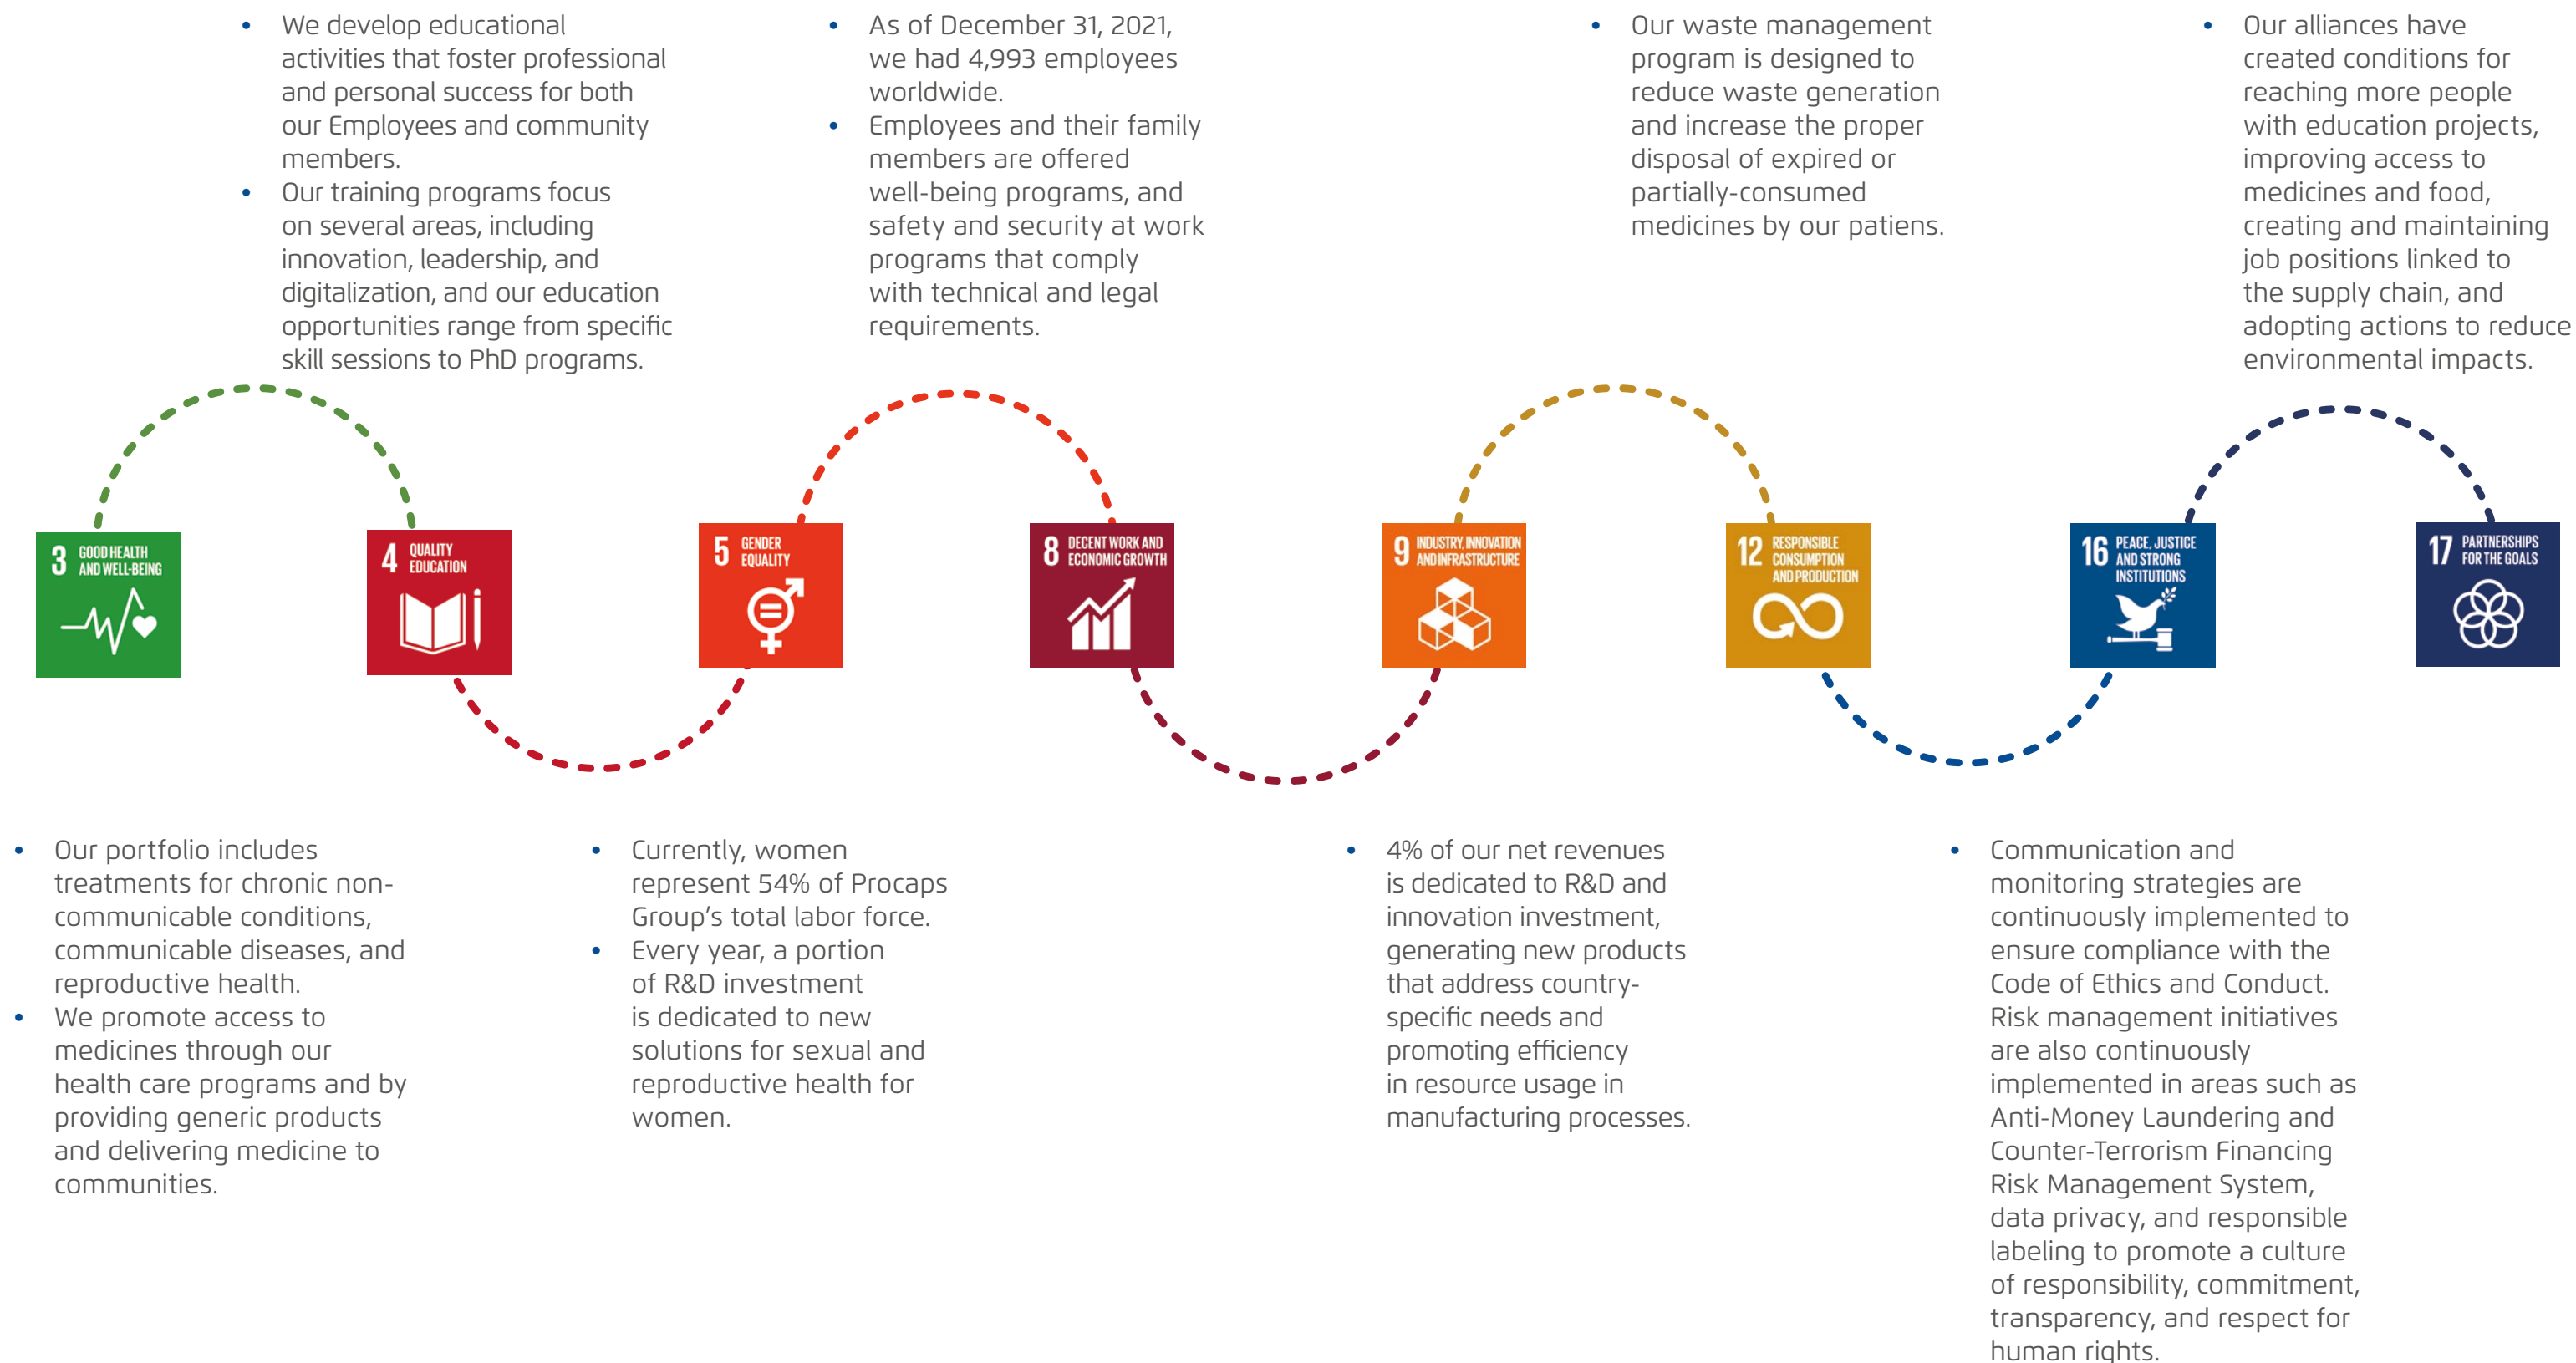 • We develop educational
activities that foster professional
and personal success for both
our Employees and community
members.
• Our training programs focus
on several areas, including
innovation, leadership, and
digitalization, and our education
opportunities range from specific
skill sessions to PhD programs.
• As of December 31, 2021,
we had 4,993 employees
worldwide.
• Employees and their family
members are offered
well-being programs, and
safety and security at work
programs that comply
with technical and legal
requirements.
• Our waste management
program is designed to
reduce waste generation
and increase the proper
disposal of expired or
partially-consumed
medicines by our patiens.
• Our alliances have
created conditions for
reaching more people
with education projects,
improving access to
medicines and food,
creating and maintaining
job positions linked to
the supply chain, and
adopting actions to reduce
environmental impacts.
3 GOOD HEALTH
AND WELL-BEING
4 QUALITY
EDUCATION
5 GENDER
EQUALITY
8 DECENT WORK AND
ECONOMIC GROWTH
9 INDUSTRY, INNOVATION
AND INFRASTRUCTURE
12 RESPONSIBLE
CONSUMPTION
AND PRODUCTION
16 PEACE, JUSTICE
AND STRONG
INSTITUTIONS
17 PARTNERSHIPS
FOR THE GOALS
• Our portfolio includes
treatments for chronic non-
communicable conditions,
communicable diseases, and
reproductive health.
• We promote access to
medicines through our
health care programs and by
providing generic products
and delivering medicine to
communities.
• Currently, women
represent 54% of Procaps
Group's total labor force.
• Every year, a portion
of R&D investment
is dedicated to new
solutions for sexual and
reproductive health for
women.
• 4% of our net revenues
is dedicated to R&D and
innovation investment,
generating new products
that address country-
specific needs and
promoting efficiency
in resource usage in
manufacturing processes.
• Communication and
monitoring strategies are
continuously implemented to
ensure compliance with the
Code of Ethics and Conduct.
Risk management initiatives
are also continuously
implemented in areas such as
Anti-Money Laundering and
Counter-Terrorism Financing
Risk Management System,
data privacy, and responsible
labeling to promote a culture
of responsibility, commitment,
transparency, and respect for
human rights.